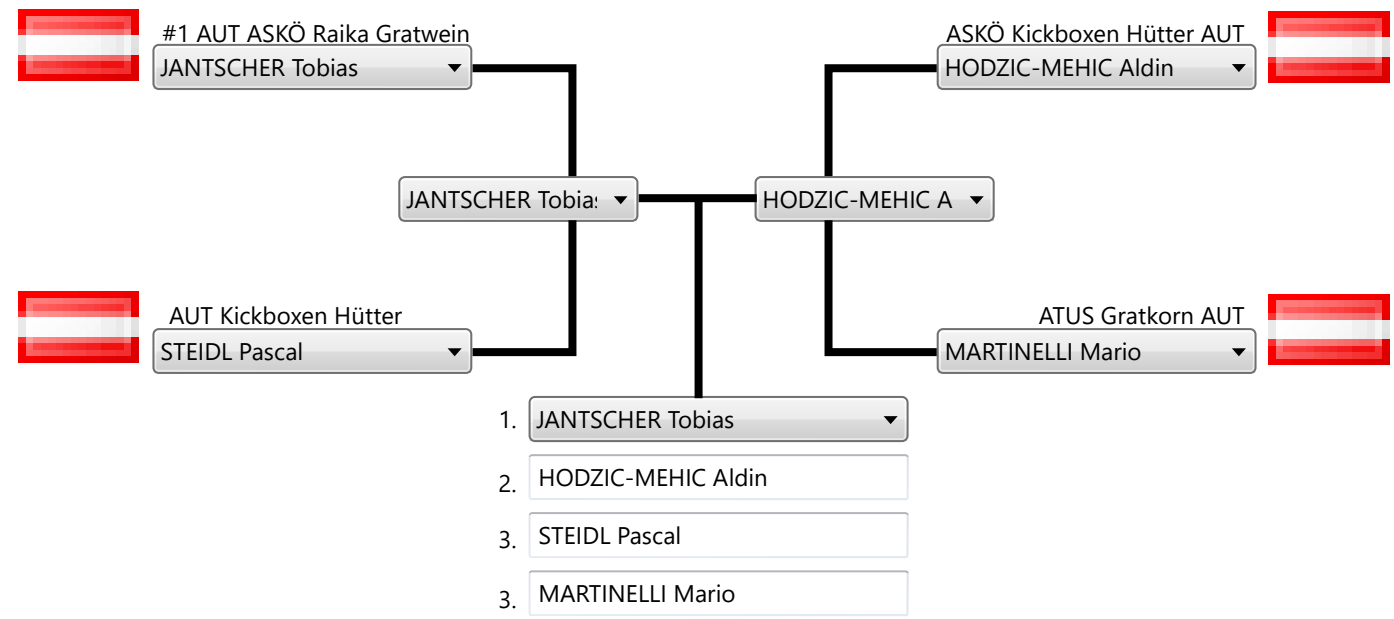 #1 AUT ASKÖ Raika Gratwein
JANTSCHER Tobias
ASKÖ Kickboxen Hütter AUT
HODZIC-MEHIC Aldin
JANTSCHER Tobias
HODZIC-MEHIC A
AUT Kickboxen Hütter
STEIDL Pascal
ATUS Gratkorn AUT
MARTINELLI Mario
1. JANTSCHER Tobias
2. HODZIC-MEHIC Aldin
3. STEIDL Pascal
3. MARTINELLI Mario